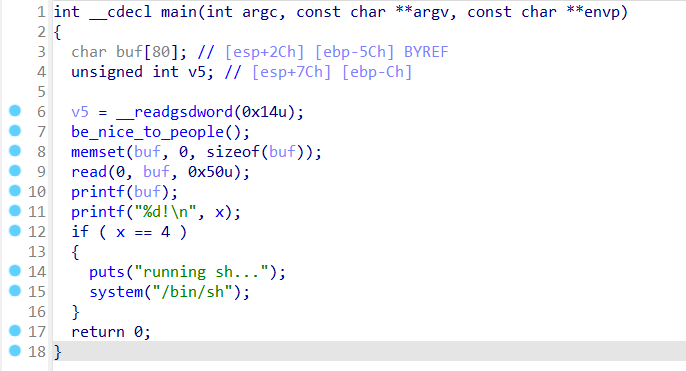 1 int __cdecl main(int argc, const char **argv, const char **envp)
2 {
3 char buf[80]; // [esp+2Ch] [ebp-5Ch] BYREF
4 unsigned int v5; // [esp+7Ch] [ebp-Ch]
5
6 v5 = __readgsdword(0x14u);
7 be_nice_to_people();
8 memset(buf, 0, sizeof(buf));
9 read(0, buf, 0x50u);
10 printf(buf);
11 printf("%d!\n", x);
12 if ( x == 4 )
13 {
14 puts("running sh...");
15 system("/bin/sh");
16 }
17 return 0;
18 }